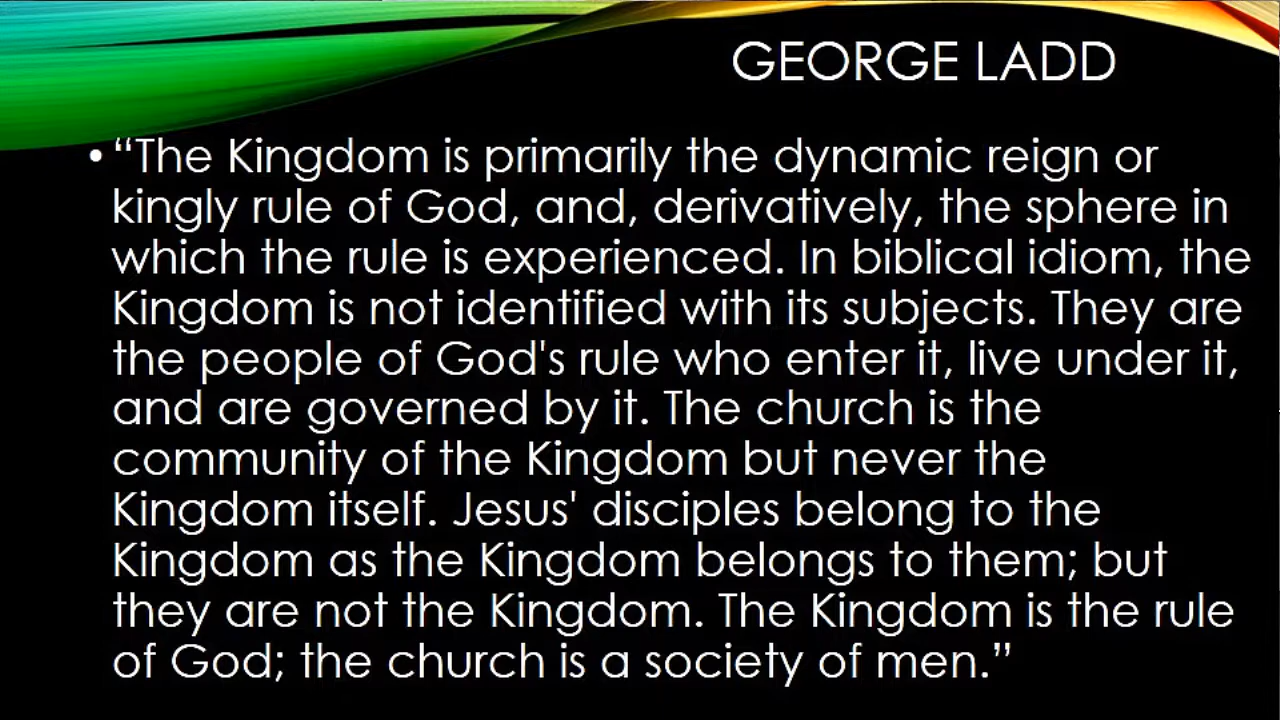 GEORGE LADD
• “The Kingdom is primarily the dynamic reign or
kingly rule of God, and, derivatively, the sphere in
which the rule is experienced. In biblical idiom, the
Kingdom is not identified with its subjects. They are
the people of God's rule who enter it, live under it,
and are governed by it. The church is the
community of the Kingdom but never the
Kingdom itself. Jesus' disciples belong to the
Kingdom as the Kingdom belongs to them; but
they are not the Kingdom. The Kingdom is the rule
of God; the church is a society of men.”